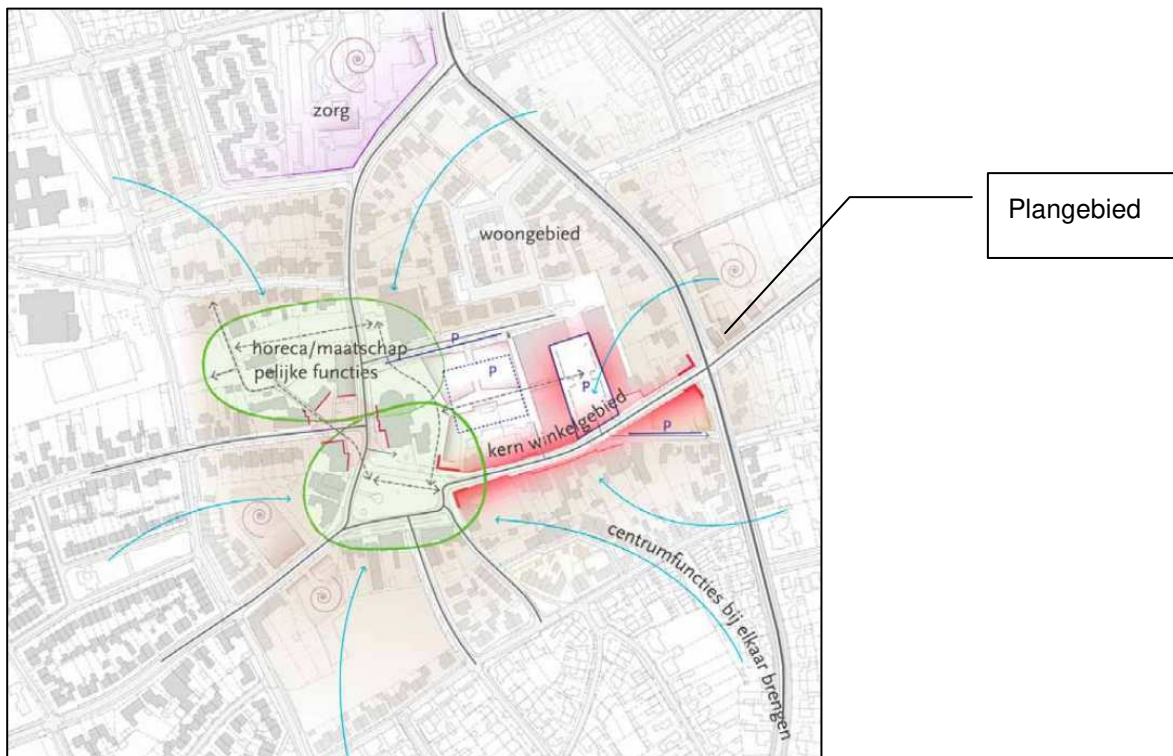 zorg
woongebied
Plangebied
horeca/maatschap
pelijke functies
P
P
P
kern winkelgebied
P
centrumfuncties bij elkaar brengen